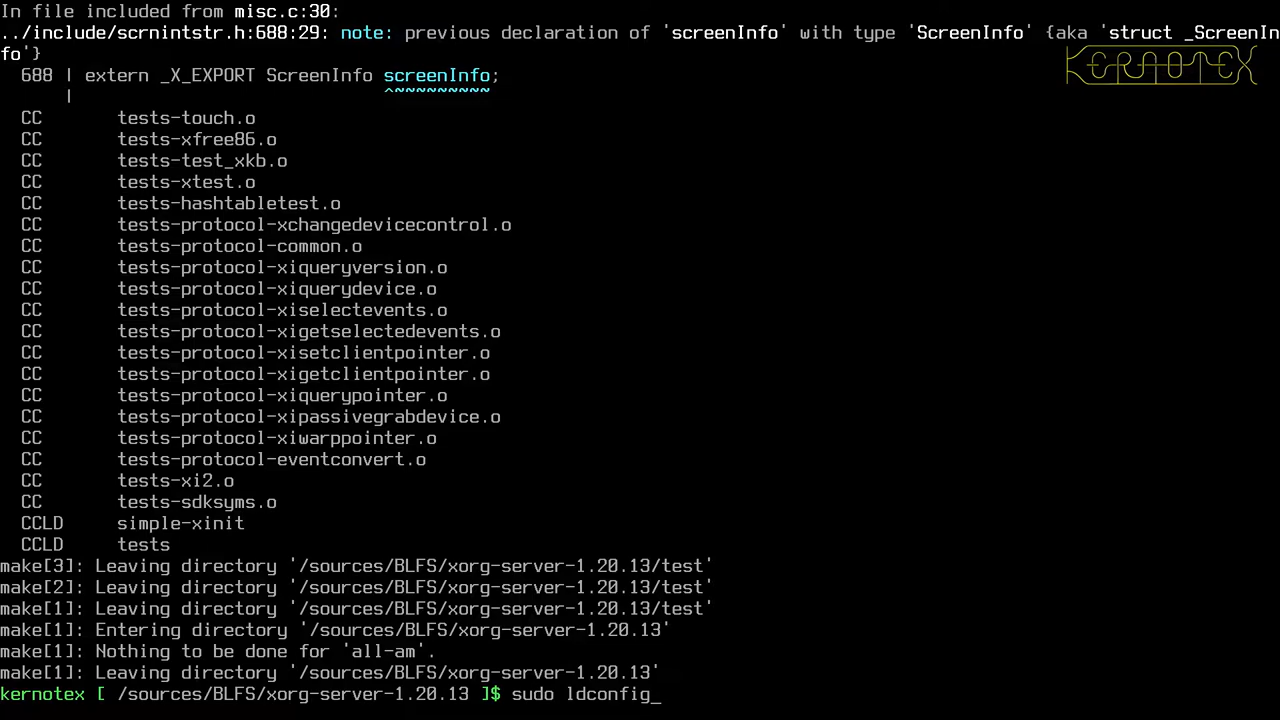 In file included from misc.c:30:
../include/scrnintstr.h:688:29: note: previous declaration of 'screenInfo' with type 'ScreenInfo' {aka 'struct _ScreenIn
fo'}
  688 | extern _X_EXPORT ScreenInfo screenInfo;
      |                             ^~~~~~~~~~
KERNOTEX
  CC       tests-touch.o
  CC       tests-xfree86.o
  CC       tests-test_xkb.o
  CC       tests-xtest.o
  CC       tests-hashtabletest.o
  CC       tests-protocol-xchangedevicecontrol.o
  CC       tests-protocol-common.o
  CC       tests-protocol-xiqueryversion.o
  CC       tests-protocol-xiquerydevice.o
  CC       tests-protocol-xiselectevents.o
  CC       tests-protocol-xigetselectedevents.o
  CC       tests-protocol-xisetclientpointer.o
  CC       tests-protocol-xigetclientpointer.o
  CC       tests-protocol-xiquerypointer.o
  CC       tests-protocol-xipassivegrabdevice.o
  CC       tests-protocol-xiwarppointer.o
  CC       tests-protocol-eventconvert.o
  CC       tests-xi2.o
  CC       tests-sdksyms.o
  CCLD     simple-xinit
  CCLD     tests
make[3]: Leaving directory '/sources/BLFS/xorg-server-1.20.13/test'
make[2]: Leaving directory '/sources/BLFS/xorg-server-1.20.13/test'
make[1]: Leaving directory '/sources/BLFS/xorg-server-1.20.13/test'
make[1]: Entering directory '/sources/BLFS/xorg-server-1.20.13'
make[1]: Nothing to be done for 'all-am'.
make[1]: Leaving directory '/sources/BLFS/xorg-server-1.20.13'
kernotex [ /sources/BLFS/xorg-server-1.20.13 ]$ sudo ldconfig_